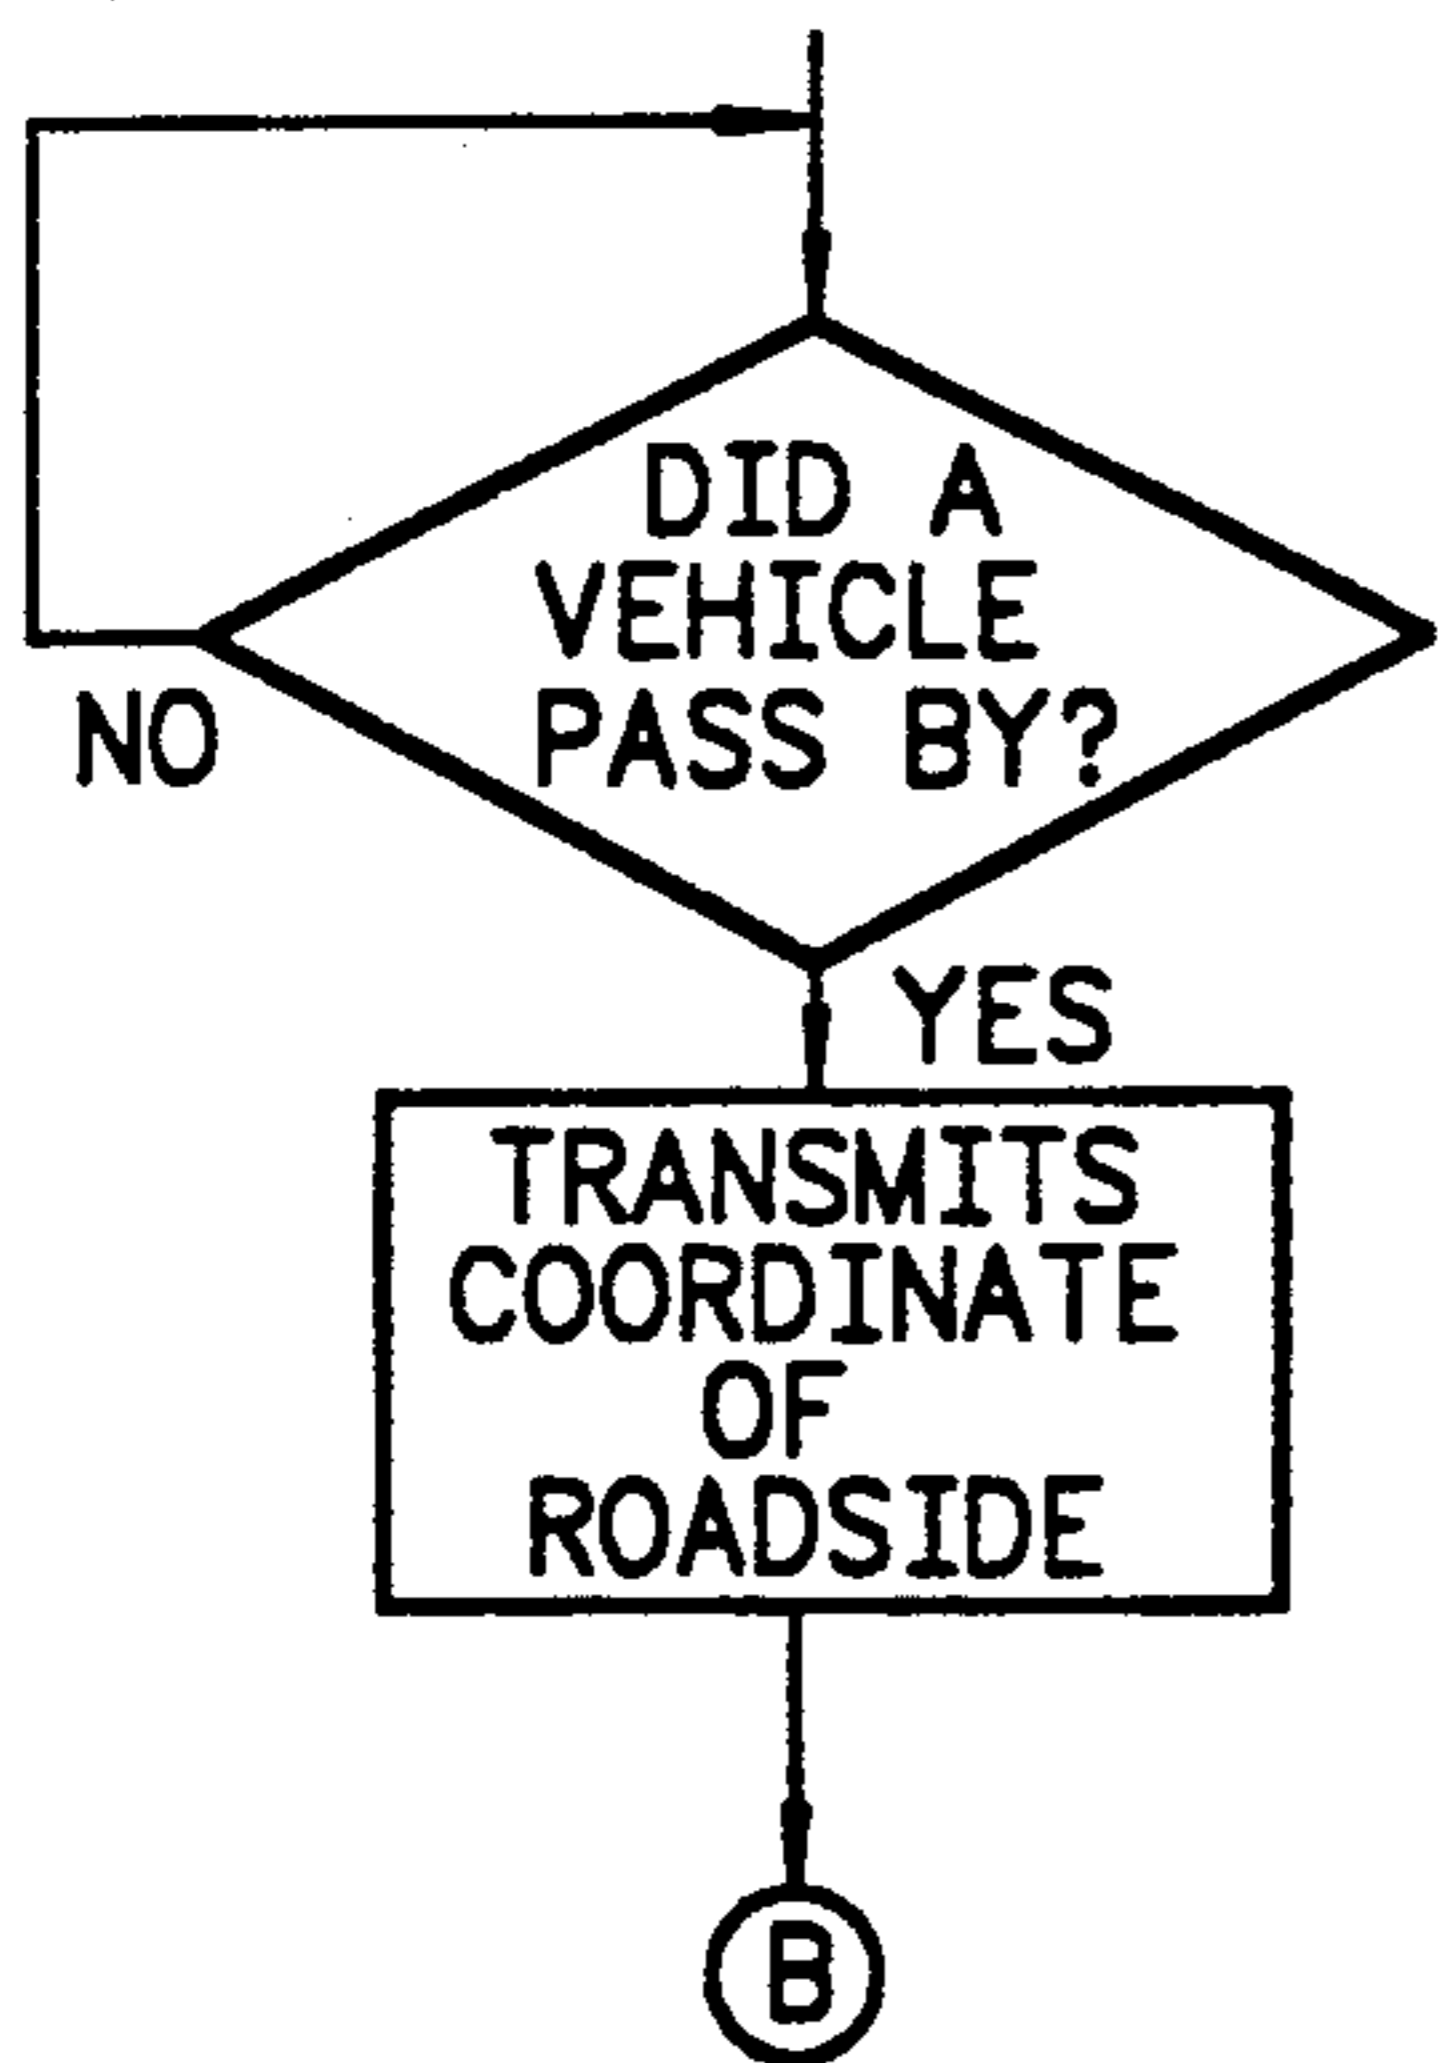 DID A
VEHICLE
PASS BY?
NO
YES
TRANSMITS
COORDINATE
OF
ROADSIDE
B